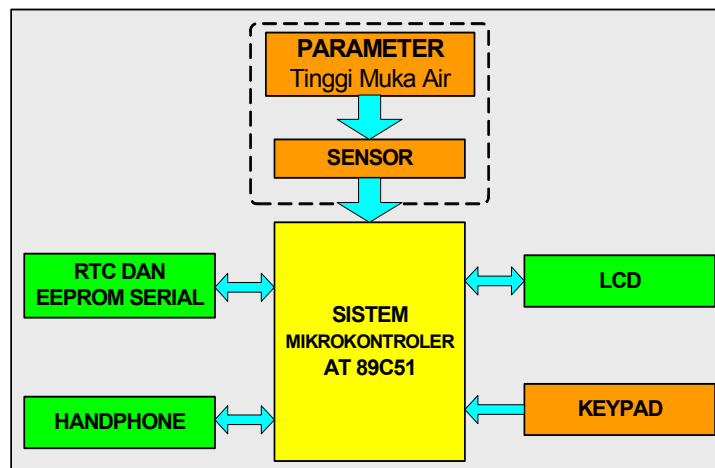 PARAMETER
Tinggi Muka Air
SENSOR
RTC DAN
EEPROM SERIAL
SISTEM
MIKROKONTROLER
AT 89C51
LCD
HANDPHONE
KEYPAD